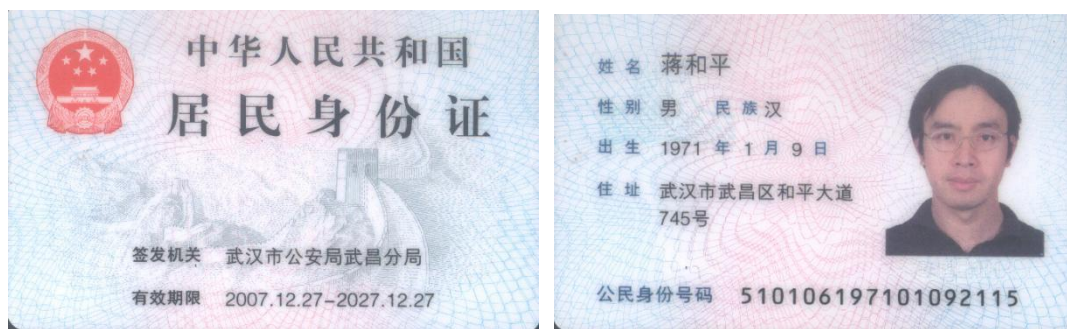 中华人民共和国
居民身份证
签发机关 武汉市公安局武昌分局
有效期限 2007.12.27-2027.12.27
姓名 蒋和平
性别 男 民族 汉
出生 1971 年 1 月 9 日
住址 武汉市武昌区和平大道
745号
公民身份号码 510106197101092115